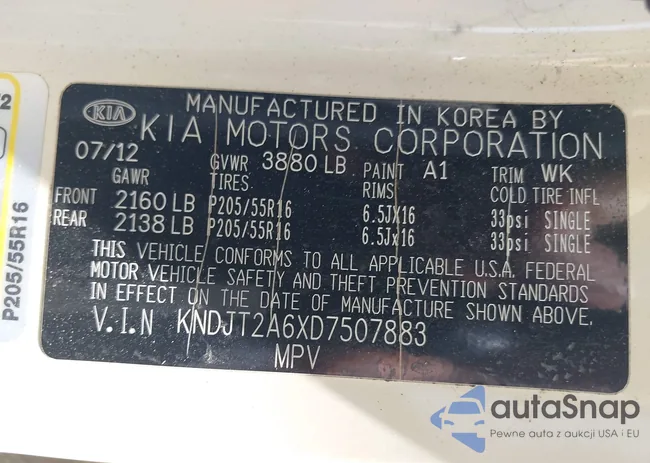 KIA
MANUFACTURED IN KOREA BY
KIA MOTORS CORPORATION
07/12 GVWR 3880 LB PAINT A1 TRIM WK
GAWR TIRES RIMS COLD TIRE INFL
FRONT 2160 LB P205/55R16 6.5JX16 33psi SINGLE
REAR 2138 LB P205/55R16 6.5Jx16 33psi SINGLE
THIS VEHICLE CONFORMS TO ALL APPLICABLE U.S.A. FEDERAL
MOTOR VEHICLE SAFETY AND THEFT PREVENTION STANDARDS
IN EFFECT ON THE DATE OF MANUFACTURE SHOWN ABOVE.
V.I.N KNDJT2A6XD7507883
MPV
P205/55R16
autaSnap
Pewne auta z aukcji USA i EU